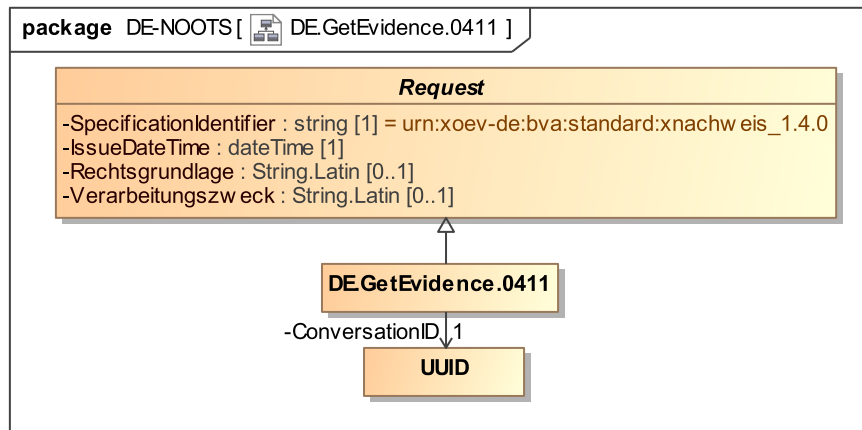 package DE-NOOTS [ DE.GetEvidence.0411 ]
Request
-SpecificationIdentifier : string [1] = urn:xoev-de:bva:standard:xnachweis_1.4.0
-IssueDateTime : dateTime [1]
-Rechtsgrundlage : String.Latin [0..1]
-Verarbeitungszweck : String.Latin [0..1]
DE.GetEvidence.0411
-ConversationID 1
UUID